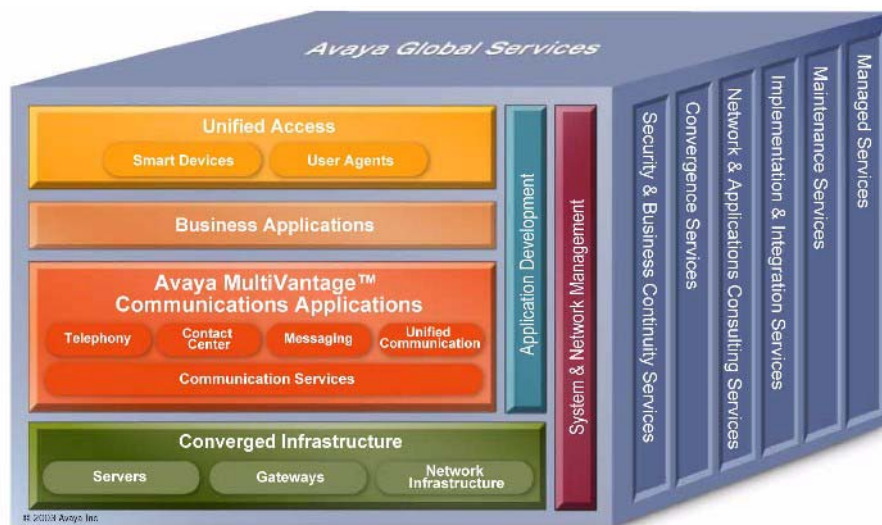 Avaya Global Services
Unified Access
Smart Devices
User Agents
Business Applications
Avaya MultiVantage™
Communications Applications
Telephony
Contact
Center
Messaging
Unified
Communication
Communication Services
Converged Infrastructure
Servers
Gateways
Network
Infrastructure
Application Development
System & Network Management
Security & Business Continuity Services
Convergence Services
Network & Applications Consulting Services
Implementation & Integration Services
Maintenance Services
Managed Services
© 2003 Avaya Inc